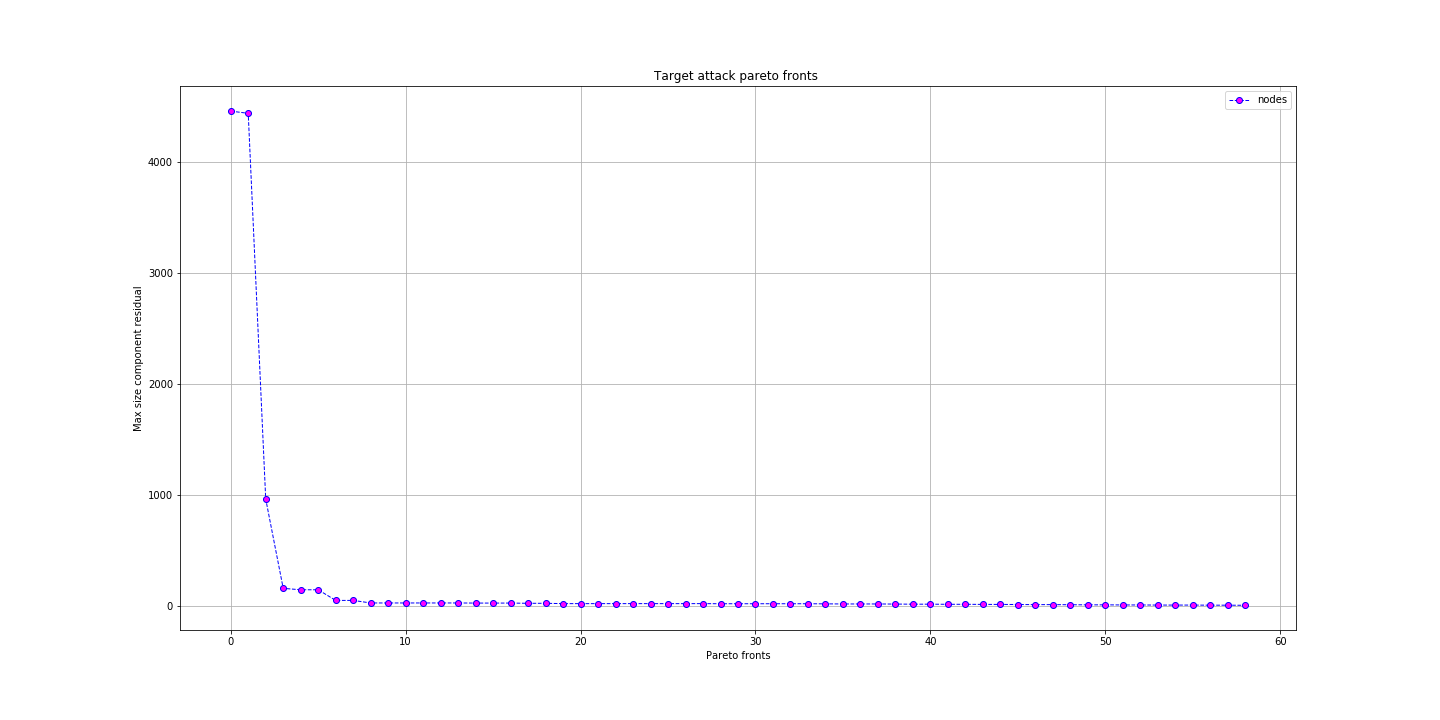 Target attack pareto fronts
nodes
Max size component residual
4000
3000
2000
1000
0
0 10 20 30 40 50 60
Pareto fronts